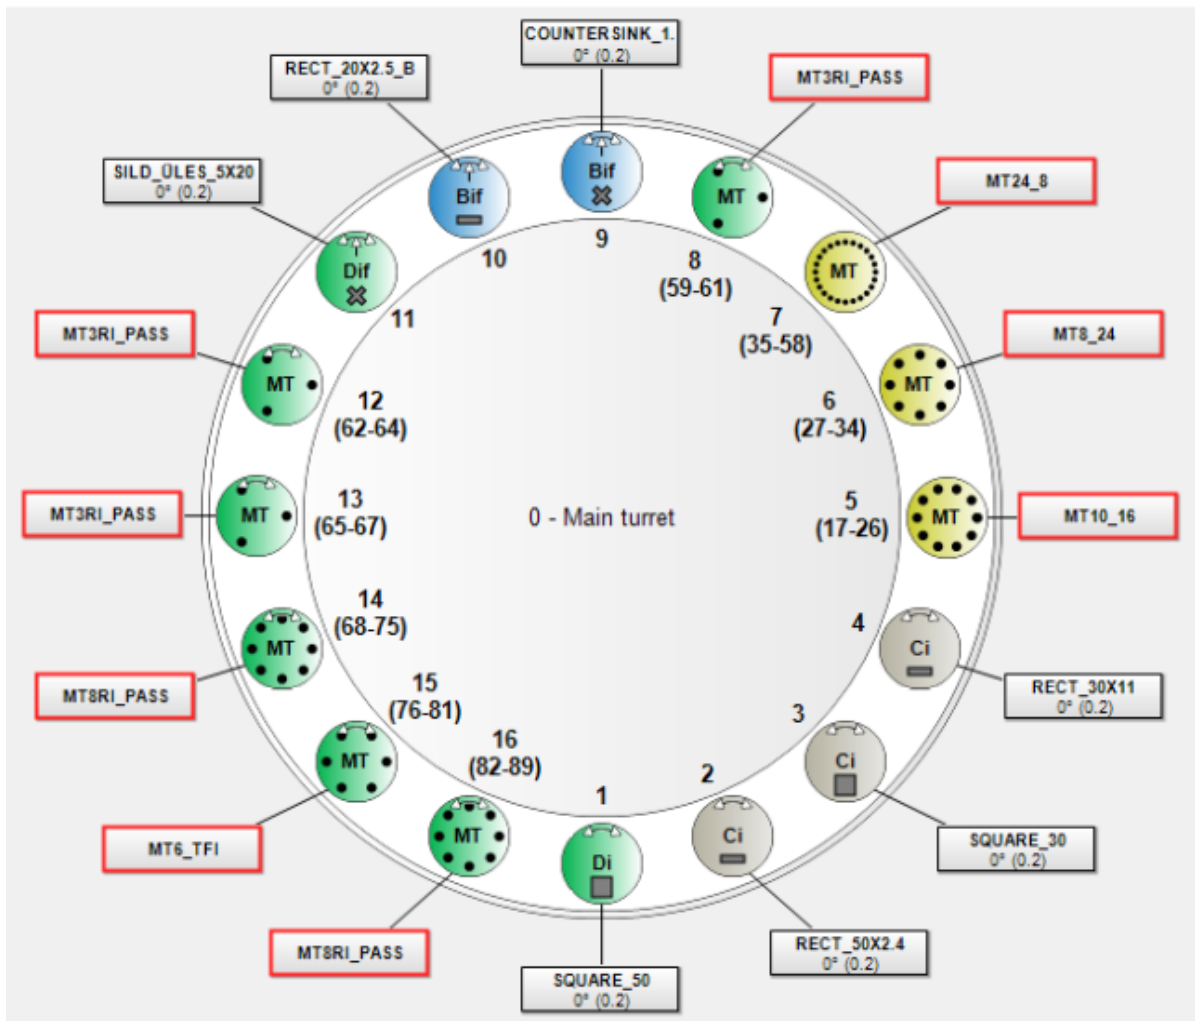 COUNTERSINK_1.
0° (0.2)
RECT_20X2.5_B
0° (0.2)
MT3RI_PASS
SILD_ÜLES_5X20
0° (0.2)
MT24_8
MT3RI_PASS
MT8_24
MT3RI_PASS
MT10_16
MT8RI_PASS
RECT_30X11
0° (0.2)
MT6_TFI
SQUARE_30
0° (0.2)
MT8RI_PASS
RECT_50X2.4
0° (0.2)
SQUARE_50
0° (0.2)
Bif
9
Bif
10
MT
8
(59-61)
Dif
11
MT
7
(35-58)
MT
12
(62-64)
MT
6
(27-34)
MT
13
(65-67)
0 - Main turret
5
(17-26)
MT
MT
14
(68-75)
4
Ci
MT
15
(76-81)
3
Ci
MT
16
(82-89)
1
Di
2
Ci